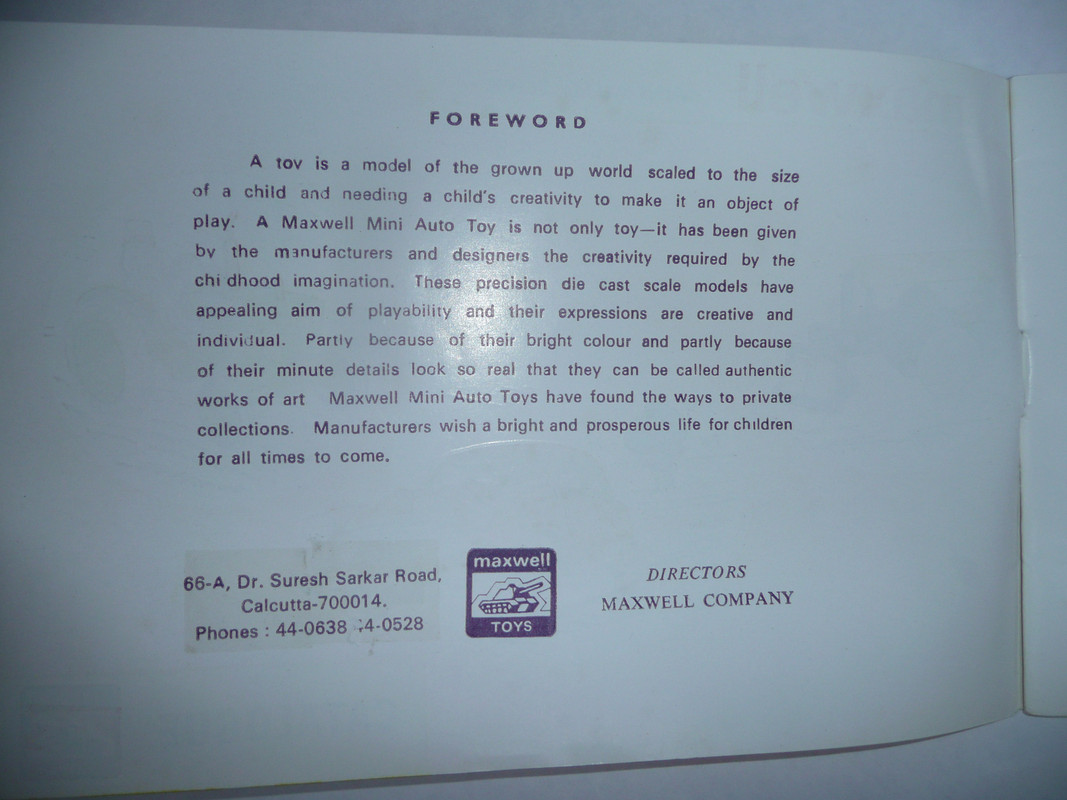 FOREWORD
A tov is a model of the grown up world scaled to the size
of a child and needing a child's creativity to make it an object of
play. A Maxwell Mini Auto Toy is not only toy—it has been given
by the manufacturers and designers the creativity required by the
chi dhood imagination. These precision die cast scale models have
appealing aim of playability and their expressions are creative and
individual. Partly because of their bright colour and partly because
of their minute details look so real that they can be called authentic
works of art Maxwell Mini Auto Toys have found the ways to private
collections. Manufacturers wish a bright and prosperous life for children
for all times to come.
66-A, Dr. Suresh Sarkar Road,
Calcutta-700014.
Phones : 44-0638 44-0528
maxwell
TOYS
DIRECTORS
MAXWELL COMPANY